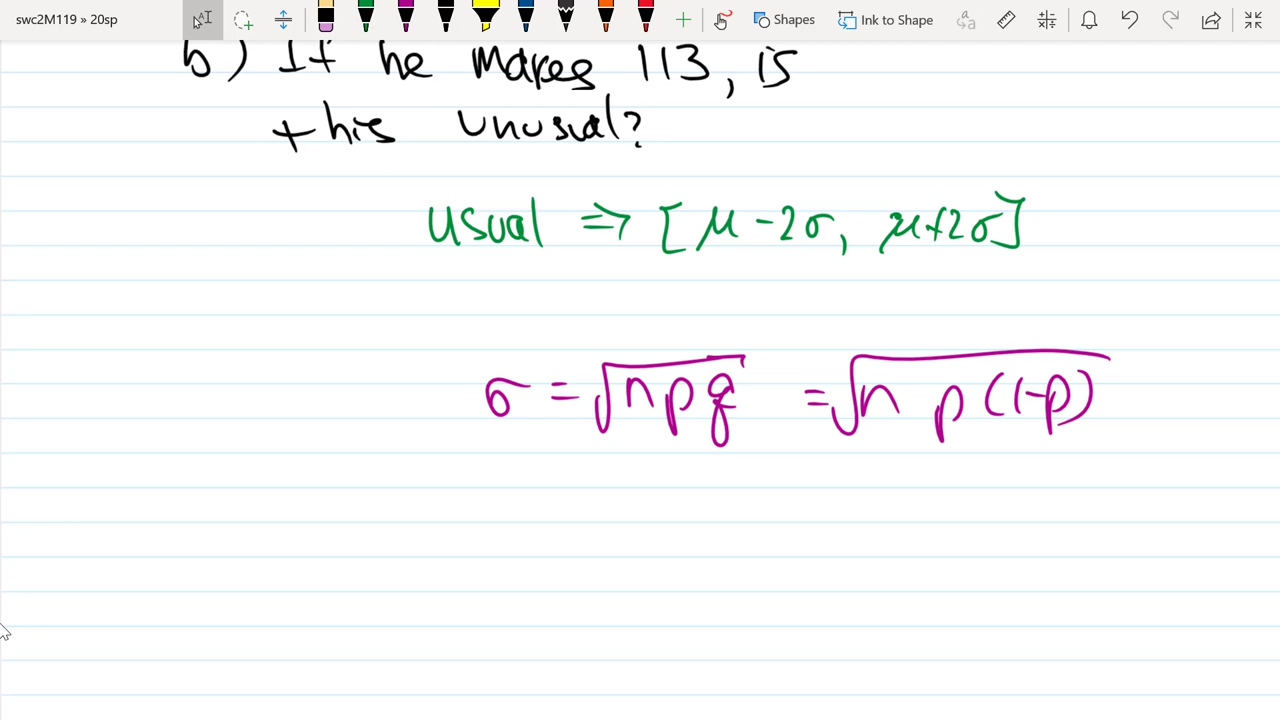 swc2M119 » 20sp
Shapes
Ink to Shape
b) If he makes 113, is
this unusual?
usual ⇒ [μ-2σ, μ+2σ]
σ = √npq = √n p(1-p)